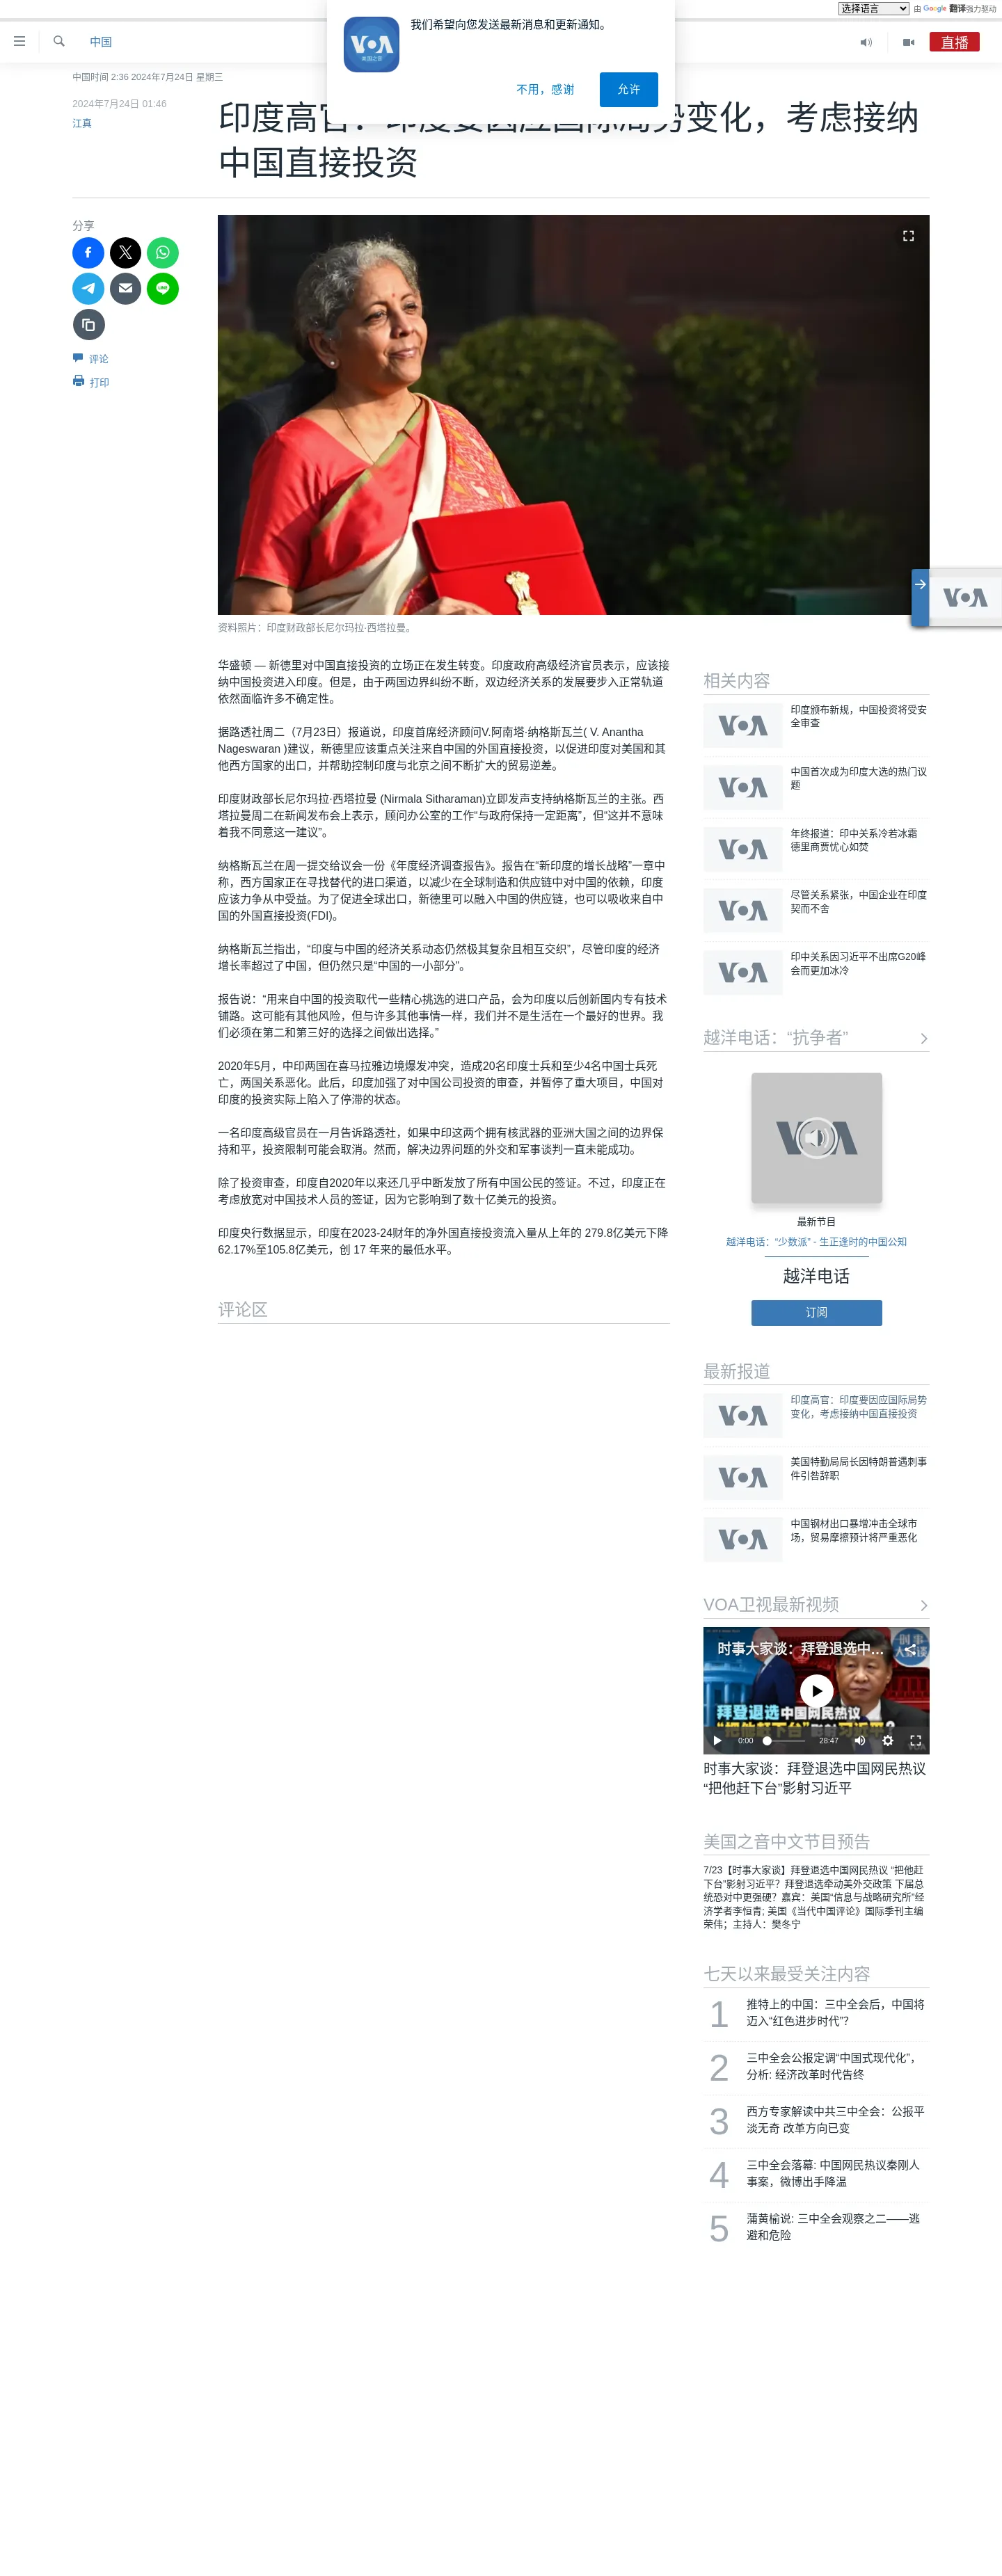 选择语言
由 Google 翻译强力驱动
我们希望向您发送最新消息和更新通知。
VOA
美国之音
不用，感谢
允许
中国
直播
中国时间 2:36 2024年7月24日 星期三
2024年7月24日 01:46
江真
印度高官：印度要因应国际局势变化，考虑接纳
中国直接投资
分享
评论
打印
资料照片：印度财政部长尼尔玛拉·西塔拉曼。
VOA
华盛顿 — 新德里对中国直接投资的立场正在发生转变。印度政府高级经济官员表示，应该接
纳中国投资进入印度。但是，由于两国边界纠纷不断，双边经济关系的发展要步入正常轨道
依然面临许多不确定性。
据路透社周二（7月23日）报道说，印度首席经济顾问V.阿南塔·纳格斯瓦兰( V. Anantha
Nageswaran )建议，新德里应该重点关注来自中国的外国直接投资，以促进印度对美国和其
他西方国家的出口，并帮助控制印度与北京之间不断扩大的贸易逆差。
印度财政部长尼尔玛拉·西塔拉曼 (Nirmala Sitharaman)立即发声支持纳格斯瓦兰的主张。西
塔拉曼周二在新闻发布会上表示，顾问办公室的工作“与政府保持一定距离”，但“这并不意味
着我不同意这一建议”。
纳格斯瓦兰在周一提交给议会一份《年度经济调查报告》。报告在“新印度的增长战略”一章中
称，西方国家正在寻找替代的进口渠道，以减少在全球制造和供应链中对中国的依赖，印度
应该力争从中受益。为了促进全球出口，新德里可以融入中国的供应链，也可以吸收来自中
国的外国直接投资(FDI)。
纳格斯瓦兰指出，“印度与中国的经济关系动态仍然极其复杂且相互交织”，尽管印度的经济
增长率超过了中国，但仍然只是“中国的一小部分”。
报告说：“用来自中国的投资取代一些精心挑选的进口产品，会为印度以后创新国内专有技术
铺路。这可能有其他风险，但与许多其他事情一样，我们并不是生活在一个最好的世界。我
们必须在第二和第三好的选择之间做出选择。”
2020年5月，中印两国在喜马拉雅边境爆发冲突，造成20名印度士兵和至少4名中国士兵死
亡，两国关系恶化。此后，印度加强了对中国公司投资的审查，并暂停了重大项目，中国对
印度的投资实际上陷入了停滞的状态。
一名印度高级官员在一月告诉路透社，如果中印这两个拥有核武器的亚洲大国之间的边界保
持和平，投资限制可能会取消。然而，解决边界问题的外交和军事谈判一直未能成功。
除了投资审查，印度自2020年以来还几乎中断发放了所有中国公民的签证。不过，印度正在
考虑放宽对中国技术人员的签证，因为它影响到了数十亿美元的投资。
印度央行数据显示，印度在2023-24财年的净外国直接投资流入量从上年的 279.8亿美元下降
62.17%至105.8亿美元，创 17 年来的最低水平。
评论区
相关内容
VOA
印度颁布新规，中国投资将受安
全审查
VOA
中国首次成为印度大选的热门议
题
VOA
年终报道：印中关系冷若冰霜
德里商贾忧心如焚
VOA
尽管关系紧张，中国企业在印度
契而不舍
VOA
印中关系因习近平不出席G20峰
会而更加冰冷
越洋电话：“抗争者”
VOA
最新节目
越洋电话：“少数派” - 生正逢时的中国公知
越洋电话
订阅
最新报道
VOA
印度高官：印度要因应国际局势
变化，考虑接纳中国直接投资
VOA
美国特勤局局长因特朗普遇刺事
件引咎辞职
VOA
中国钢材出口暴增冲击全球市
场，贸易摩擦预计将严重恶化
VOA卫视最新视频
时事大家谈：拜登退选中...
拜登退选中国网民热议
“把他赶下台”影射习近平?
0:00
28:47
时事大家谈：拜登退选中国网民热议
“把他赶下台”影射习近平
美国之音中文节目预告
7/23【时事大家谈】拜登退选中国网民热议 “把他赶
下台”影射习近平？拜登退选牵动美外交政策 下届总
统恐对中更强硬？嘉宾：美国“信息与战略研究所”经
济学者李恒青; 美国《当代中国评论》国际季刊主编
荣伟；主持人：樊冬宁
七天以来最受关注内容
1
推特上的中国：三中全会后，中国将
迈入“红色进步时代”？
2
三中全会公报定调“中国式现代化”，
分析: 经济改革时代告终
3
西方专家解读中共三中全会：公报平
淡无奇 改革方向已变
4
三中全会落幕: 中国网民热议秦刚人
事案，微博出手降温
5
蒲黄榆说: 三中全会观察之二——逃
避和危险